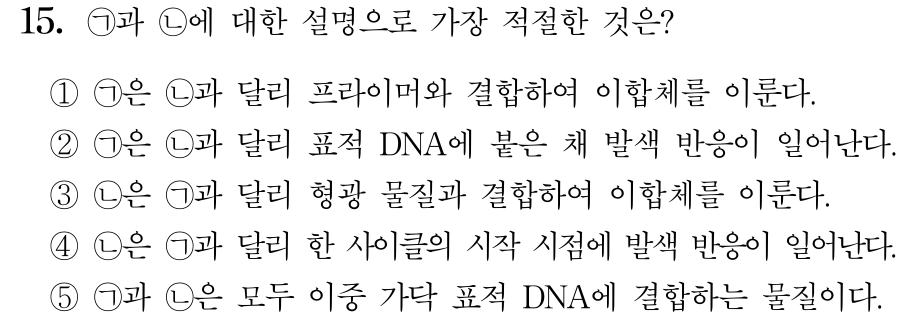 15. ㉠과 ㉡에 대한 설명으로 가장 적절한 것은?
① ㉠은 ㉡과 달리 프라이머와 결합하여 이합체를 이룬다.
② ㉠은 ㉡과 달리 표적 DNA에 붙은 채 발색 반응이 일어난다.
③ ㉡은 ㉠과 달리 형광 물질과 결합하여 이합체를 이룬다.
④ ㉡은 ㉠과 달리 한 사이클의 시작 시점에 발색 반응이 일어난다.
⑤ ㉠과 ㉡은 모두 이중 가닥 표적 DNA에 결합하는 물질이다.